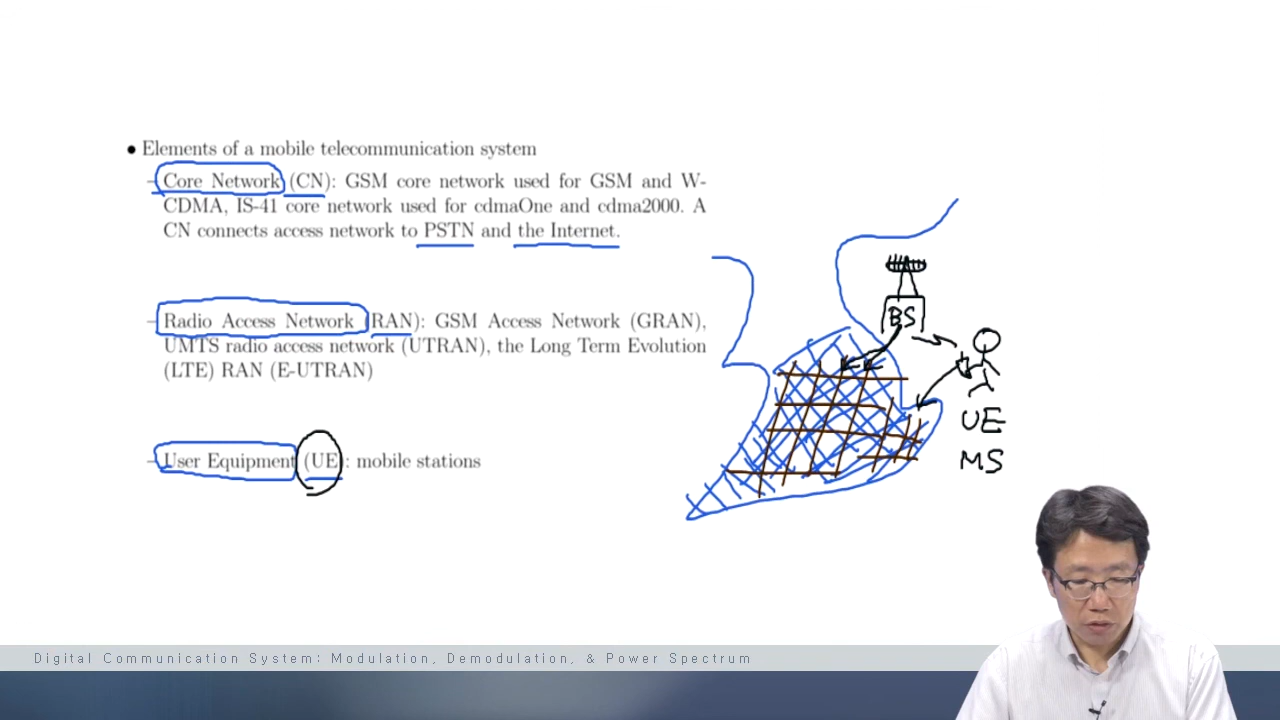 • Elements of a mobile telecommunication system
– Core Network (CN): GSM core network used for GSM and W-
CDMA, IS-41 core network used for cdmaOne and cdma2000. A
CN connects access network to PSTN and the Internet.
– Radio Access Network (RAN): GSM Access Network (GRAN),
UMTS radio access network (UTRAN), the Long Term Evolution
(LTE) RAN (E-UTRAN)
– User Equipment (UE): mobile stations
BS
UE
MS
Digital Communication System: Modulation, Demodulation, & Power Spectrum